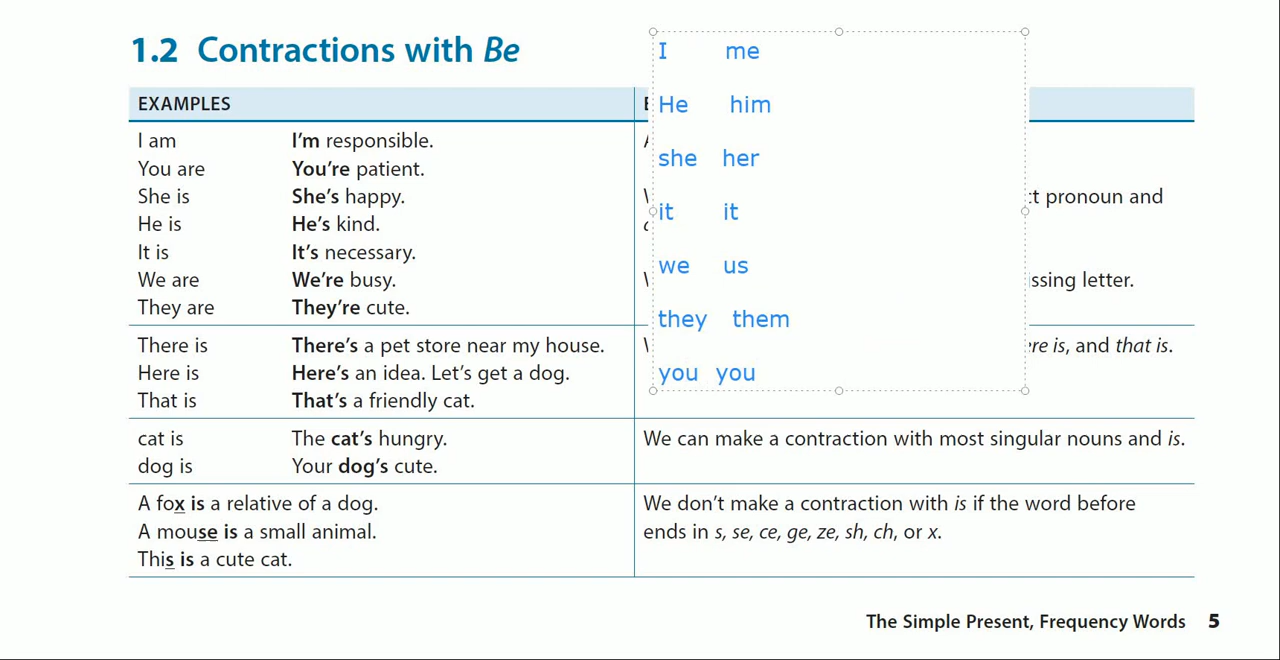 1.2 Contractions with Be
EXAMPLES
I am I'm responsible.
You are You're patient.
She is She's happy.
He is He's kind.
It is It's necessary.
We are We're busy.
They are They're cute.
There is There's a pet store near my house.
Here is Here's an idea. Let's get a dog.
That is That's a friendly cat.
cat is The cat's hungry.
dog is Your dog's cute.
A fox is a relative of a dog.
A mouse is a small animal.
This is a cute cat.
I me
He him
she her
it it
we us
they them
you you
pronoun and
letter.
is, and that is.
We can make a contraction with most singular nouns and is.
We don't make a contraction with is if the word before
ends in s, se, ce, ge, ze, sh, ch, or x.
The Simple Present, Frequency Words 5